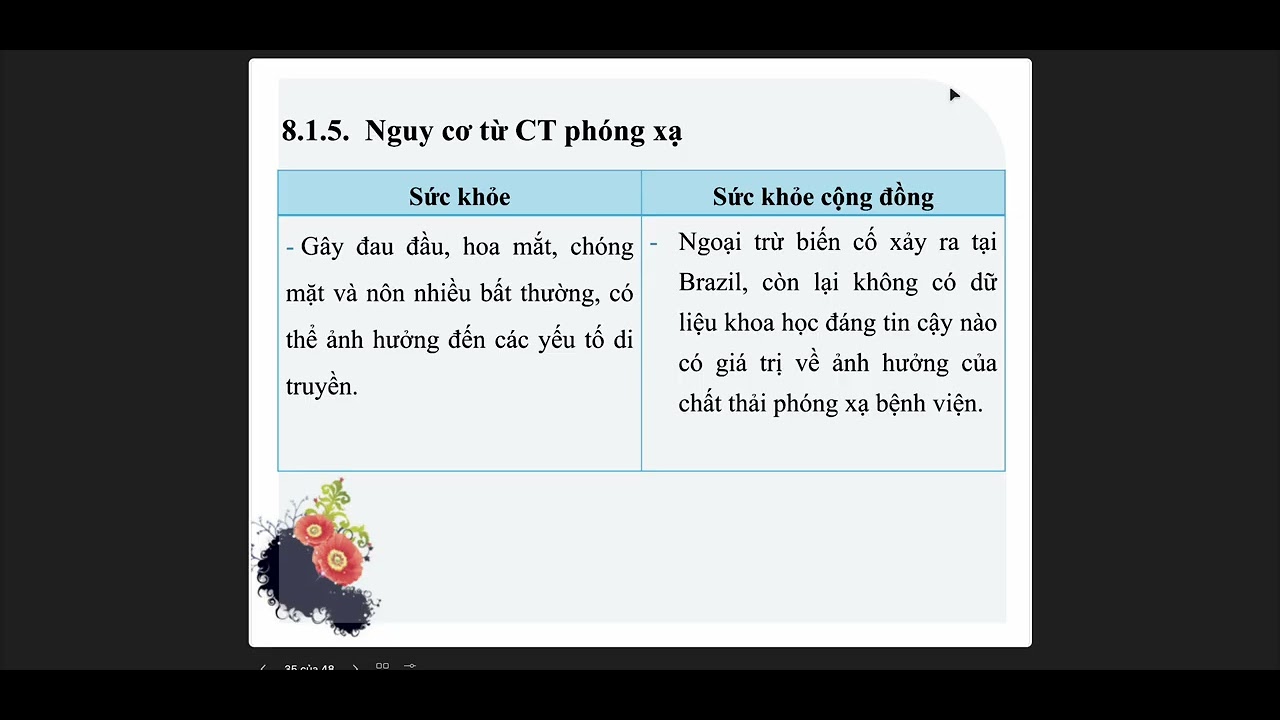 8.1.5. Nguy cơ từ CT phóng xạ
Sức khỏe
Sức khỏe cộng đồng
- Gây đau đầu, hoa mắt, chóng
mặt và nôn nhiều bất thường, có
thể ảnh hưởng đến các yếu tố di
truyền.
- Ngoại trừ biến cố xảy ra tại
Brazil, còn lại không có dữ
liệu khoa học đáng tin cậy nào
có giá trị về ảnh hưởng của
chất thải phóng xạ bệnh viện.
35 của 48